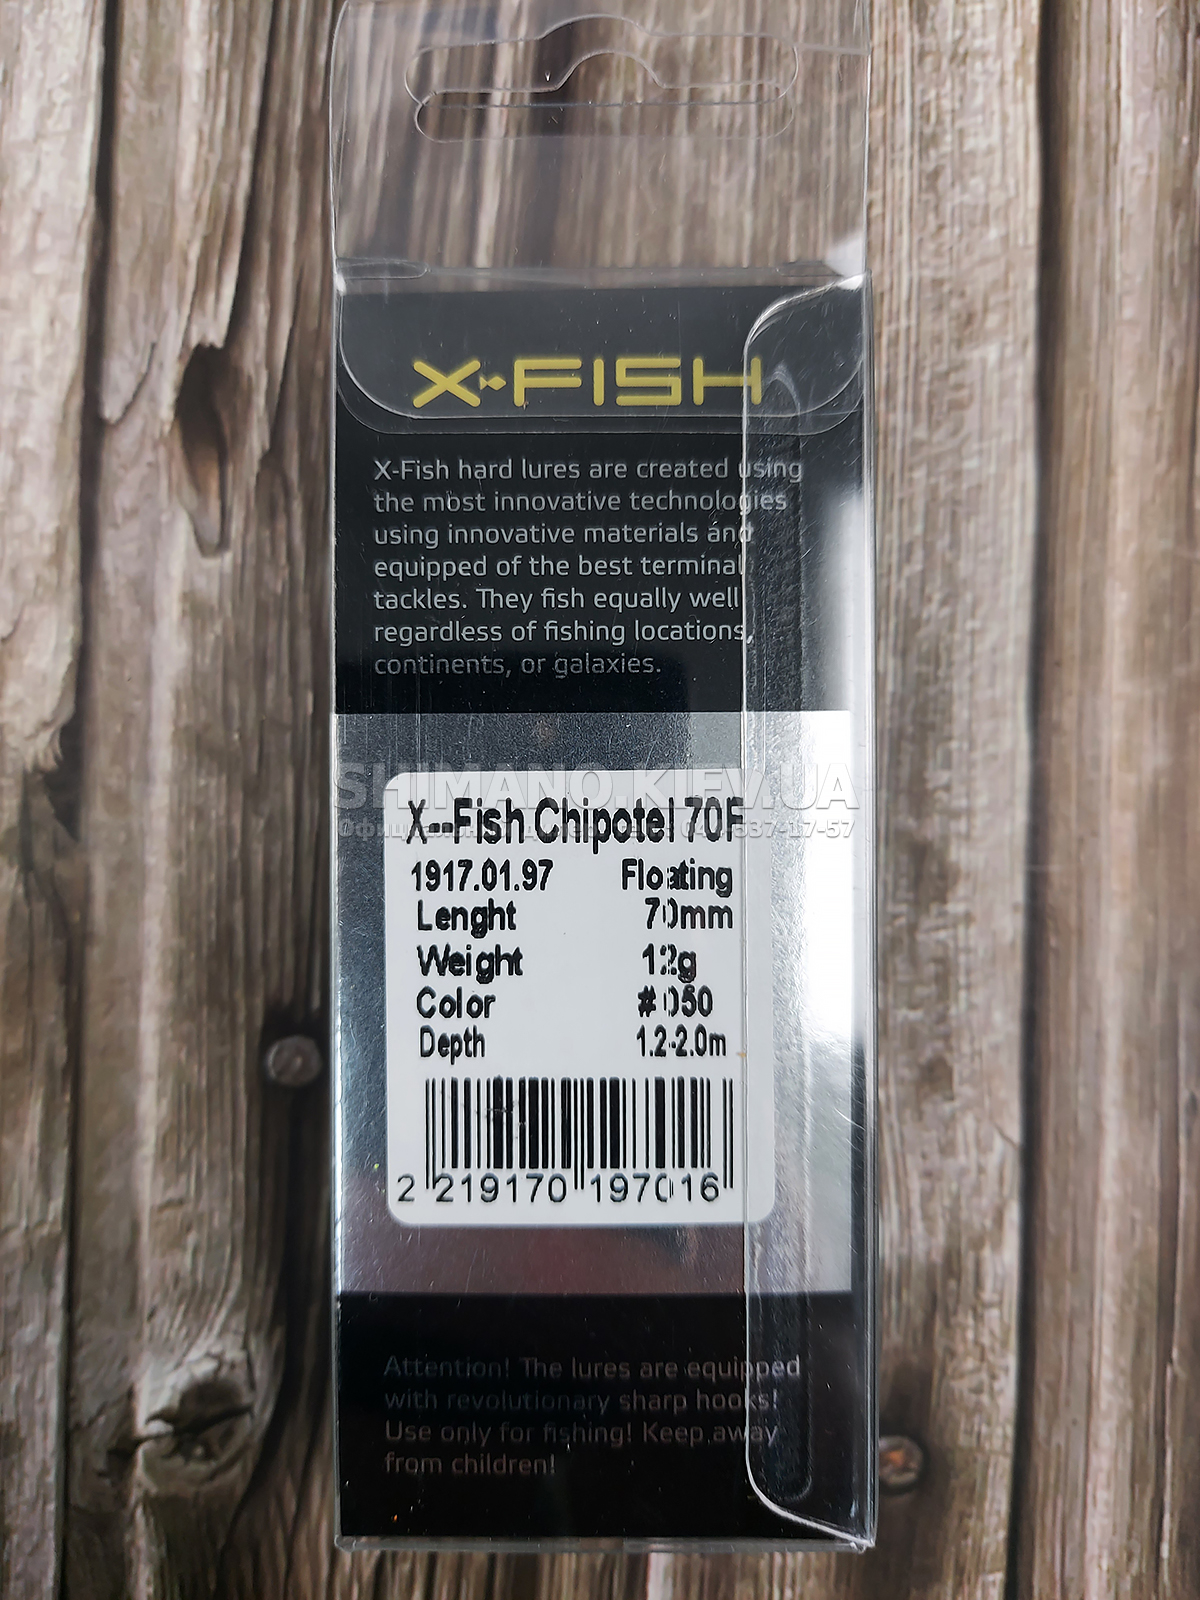 X-FISH
X-Fish hard lures are created using
the most innovative technologies
using innovative materials and
equipped of the best terminal
tackles. They fish equally well
regardless of fishing locations,
continents, or galaxies.
SHIMANO.KIEV.UA
X--Fish Chipotel 70F
1917.01.97 Floating
Lenght 70mm
Weight 12g
Color #050
Depth 1.2-2.0m
2 219170 197016
Attention! The lures are equipped
with revolutionary sharp hooks!
Use only for fishing! Keep away
from children!